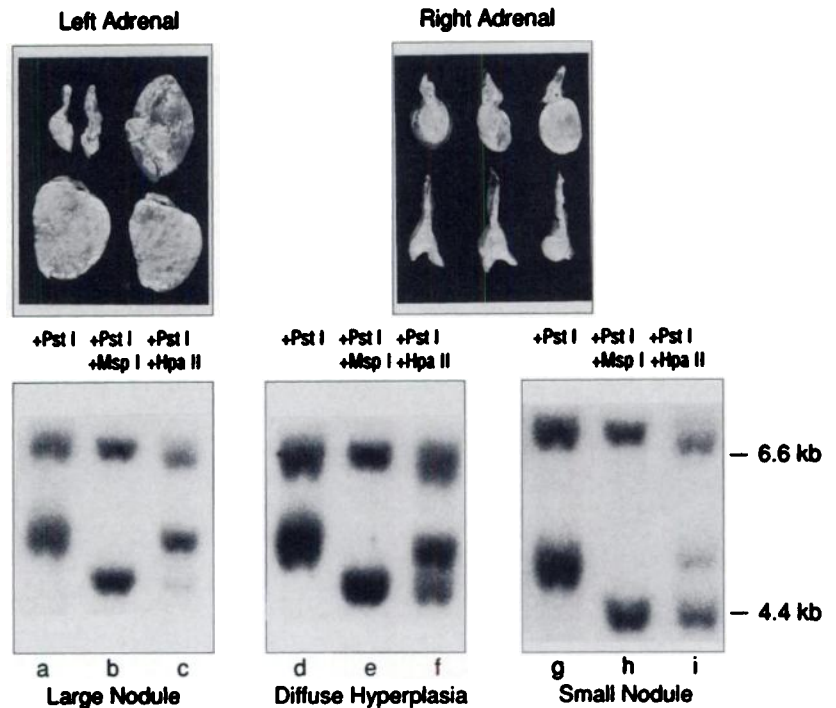 Left Adrenal
Right Adrenal
+Pst I +Pst I +Pst I
+Msp I +Hpa II
+Pst I +Pst I +Pst I
+Msp I +Hpa II
+Pst I +Pst I +Pst I
+Msp I +Hpa II
6.6 kb
4.4 kb
a b c
Large Nodule
d e f
Diffuse Hyperplasia
g h i
Small Nodule